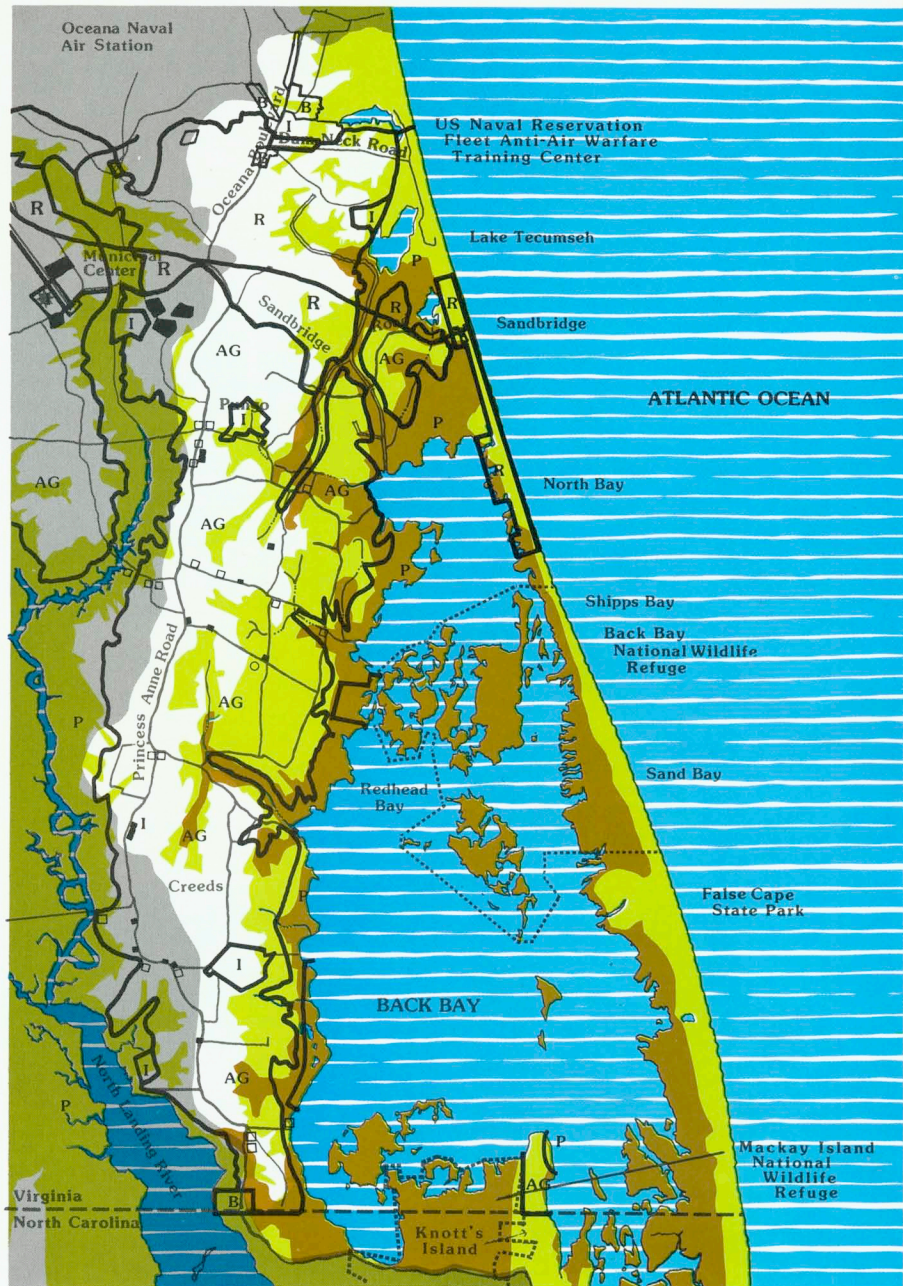 Oceana Naval
Air Station
B
B
I
Oceana Boulevard
Dam Neck Road
B
US Naval Reservation
Fleet Anti-Air Warfare
Training Center
R
R
I
Lake Tecumseh
P
Municipal
Center
R
I
I
R
R
R
Road
Sandbridge
Sandbridge
AG
AG
ATLANTIC OCEAN
Pungo
I
P
AG
AG
AG
R
North Bay
P
Shipps Bay
Back Bay
National Wildlife
Refuge
Princess Anne Road
AG
P
Sand Bay
Redhead
Bay
I
AG
Creeds
P
False Cape
State Park
I
BACK BAY
I
AG
P
North Landing River
P
AG
Mackay Island
National
Wildlife
Refuge
Virginia
B
North Carolina
Knott's
Island